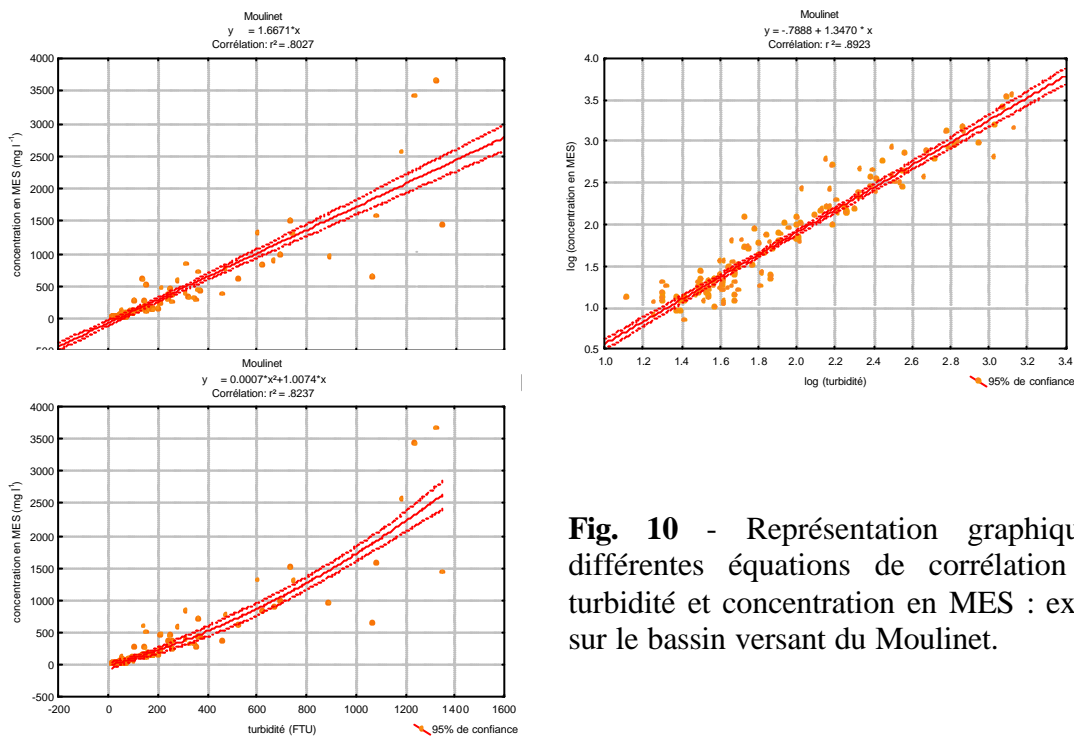 Moulinet
y = 1.6671*x
Corrélation: r² = .8027
4000
3500
3000
2500
2000
1500
1000
500
0
-500
concentration en MES (mg l⁻¹)
Moulinet
y = -.7888 + 1.3470 * x
Corrélation: r² = .8923
4.0
3.5
3.0
2.5
2.0
1.5
1.0
0.5
log (concentration en MES)
1.0 1.2 1.4 1.6 1.8 2.0 2.2 2.4 2.6 2.8 3.0 3.2 3.4
log (turbidité)
95% de confiance
Moulinet
y = 0.0007*x²+1.0074*x
Corrélation: r² = .8237
4000
3500
3000
2500
2000
1500
1000
500
0
-500
concentration en MES (mg l¹)
-200 0 200 400 600 800 1000 1200 1400 1600
turbidité (FTU)
95% de confiance
Fig. 10 - Représentation graphiqu
différentes équations de corrélation
turbidité et concentration en MES : ex
sur le bassin versant du Moulinet.